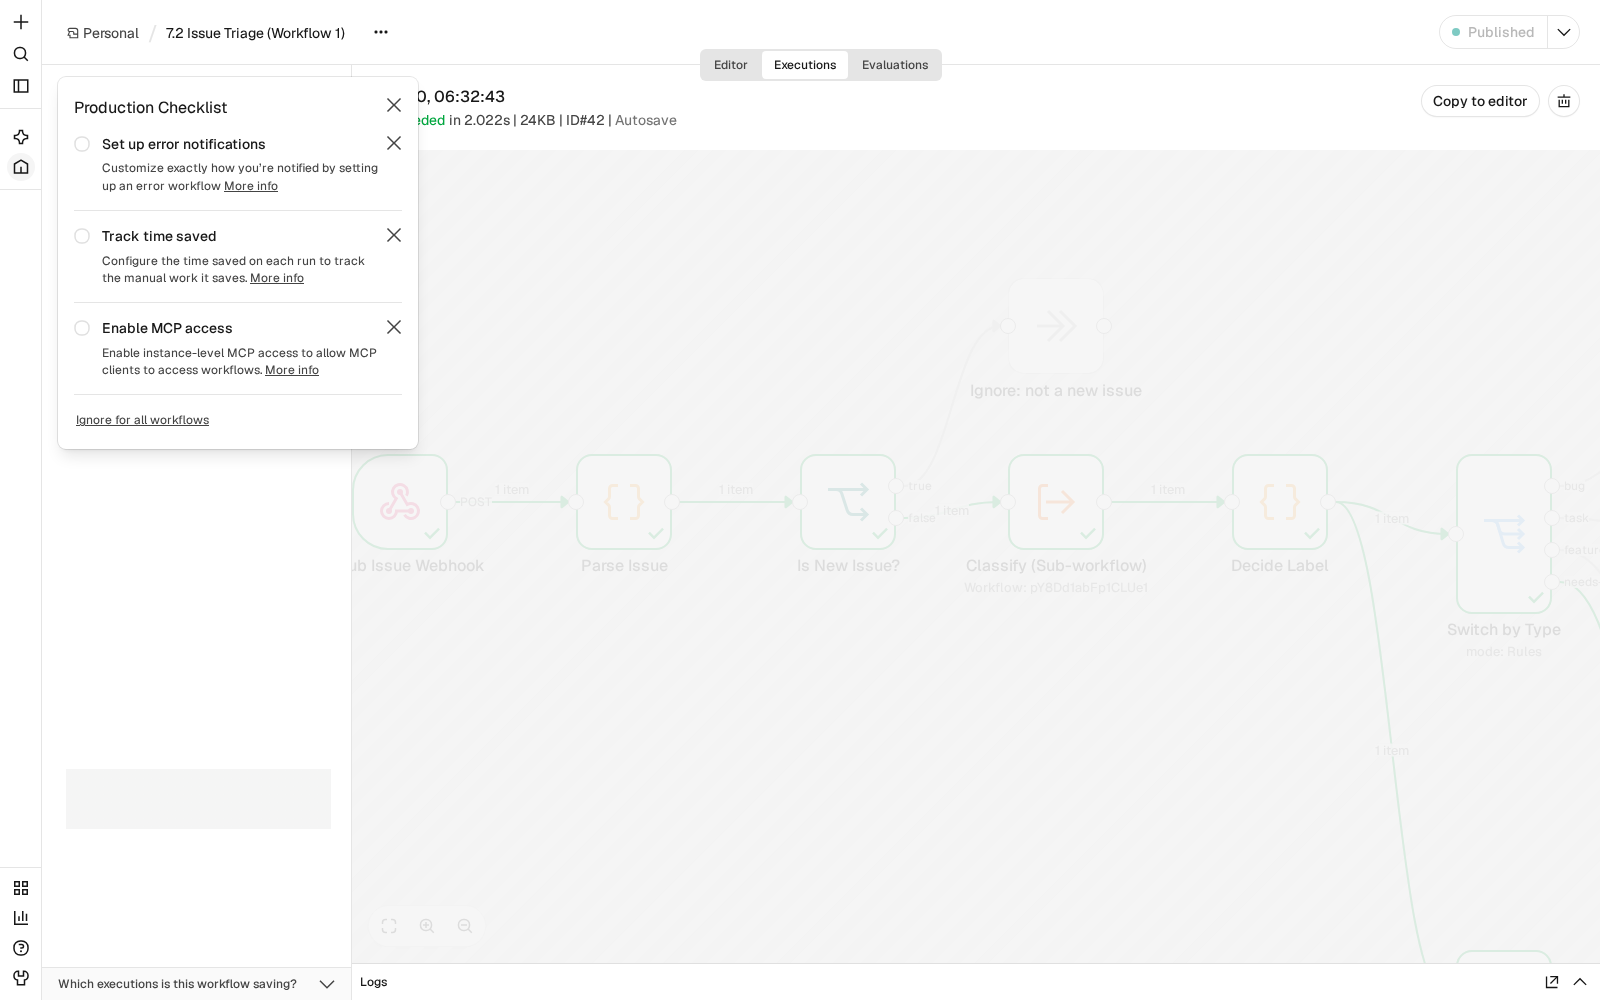 Personal / 7.2 Issue Triage (Workflow 1)
Published
Editor Executions Evaluations
Production Checklist
Set up error notifications
Customize exactly how you're notified by setting
up an error workflow More info
Track time saved
Configure the time saved on each run to track
the manual work it saves. More info
Enable MCP access
Enable instance-level MCP access to allow MCP
clients to access workflows. More info
Ignore for all workflows
0, 06:32:43
eded in 2.022s | 24KB | ID#42 | Autosave
Copy to editor
Ignore: not a new issue
POST
1 item
1 item
true
false
1 item
1 item
1 item
bug
task
featur
needs
ub Issue Webhook
Parse Issue
Is New Issue?
Classify (Sub-workflow)
Workflow: pY8Dd1abFp1CLUe1
Decide Label
Switch by Type
mode: Rules
1 item
Which executions is this workflow saving?
Logs